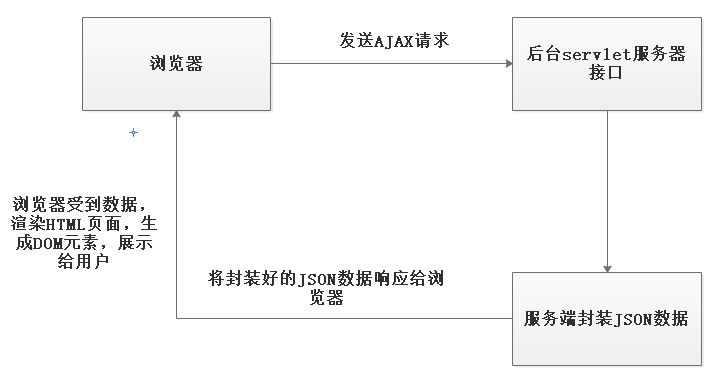 发送AJAX请求
浏览器
后台servlet服务器
接口
浏览器受到数据，
渲染HTML页面，生
成DOM元素，展示
给用户
将封装好的JSON数据响应给浏
览器
服务端封装JSON数据